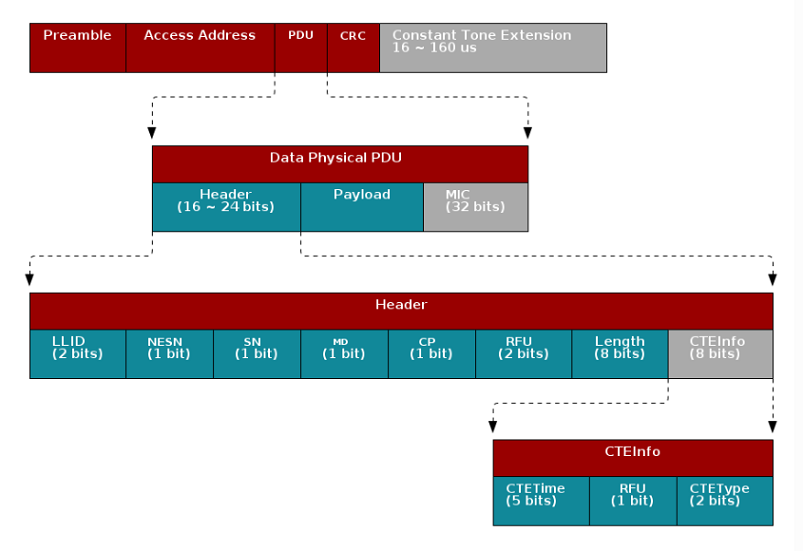 Preamble
Access Address
PDU
CRC
Constant Tone Extension
16 ~ 160 us
Data Physical PDU
Header
(16 ~ 24 bits)
Payload
MIC
(32 bits)
Header
LLID
(2 bits)
NESN
(1 bit)
SN
(1 bit)
MD
(1 bit)
CP
(1 bit)
RFU
(2 bits)
Length
(8 bits)
CTEInfo
(8 bits)
CTEInfo
CTETime
(5 bits)
RFU
(1 bit)
CTEType
(2 bits)